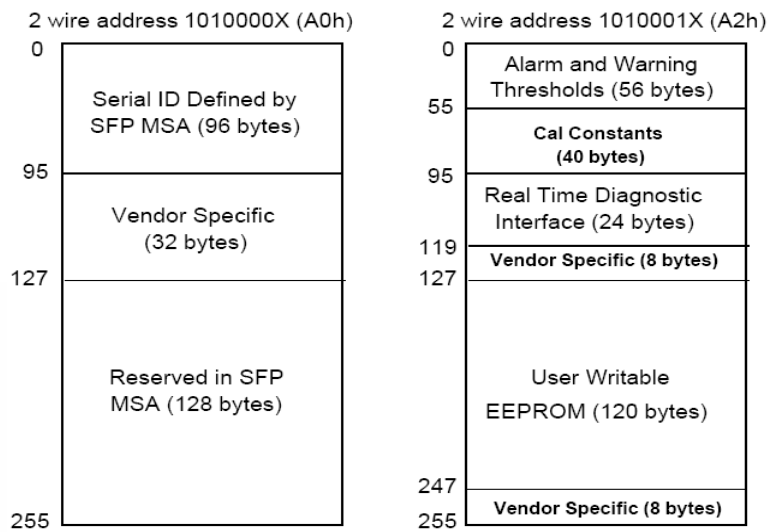 2 wire address 1010000X (A0h)
0
Serial ID Defined by
SFP MSA (96 bytes)
95
Vendor Specific
(32 bytes)
127
Reserved in SFP
MSA (128 bytes)
255
2 wire address 1010001X (A2h)
0
Alarm and Warning
Thresholds (56 bytes)
55
Cal Constants
(40 bytes)
95
Real Time Diagnostic
Interface (24 bytes)
119
Vendor Specific (8 bytes)
127
User Writable
EEPROM (120 bytes)
247
Vendor Specific (8 bytes)
255